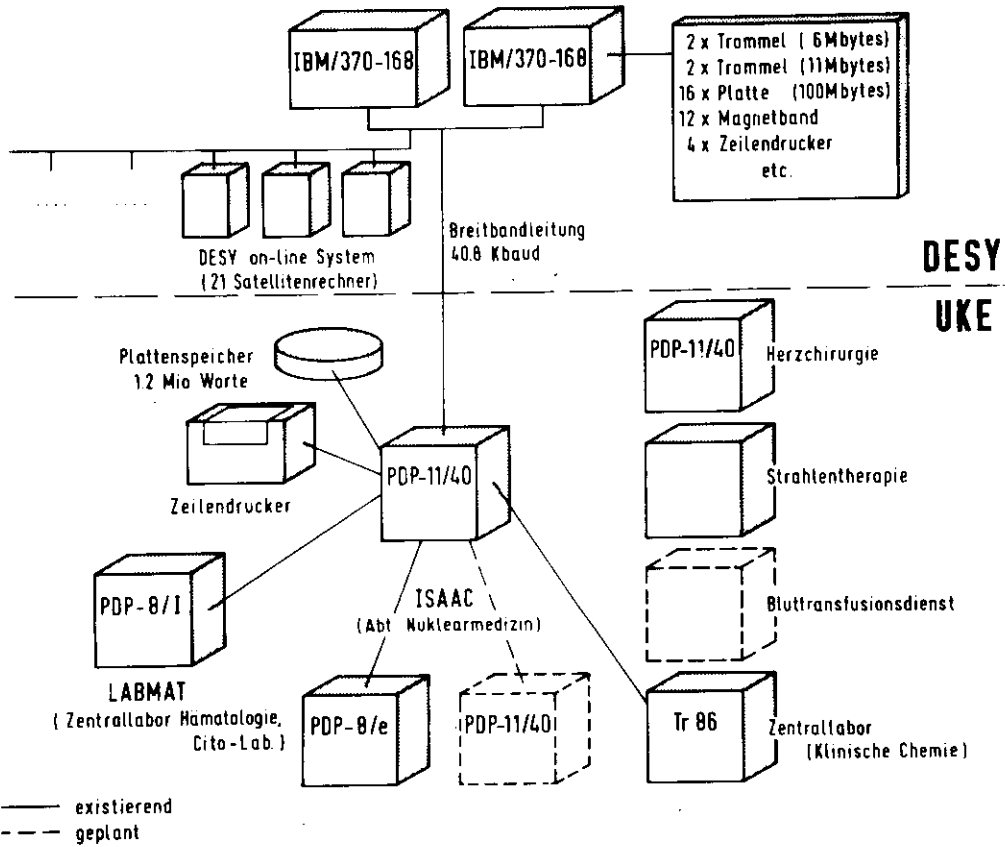 IBM/370-168
IBM/370-168
2 x Trommel ( 6Mbytes)
2 x Trommel (11Mbytes)
16 x Platte (100Mbytes)
12 x Magnetband
4 x Zeilendrucker
etc.
DESY on-line System
(21 Satellitenrechner)
Breitbandleitung
40.8 Kbaud
DESY
UKE
Plattenspeicher
1.2 Mio Worte
Zeilendrucker
PDP-11/40
PDP-11/40
Herzchirurgie
Strahlentherapie
Bluttransfusionsdienst
PDP-8/I
LABMAT
( Zentrallabor Hämatologie,
Cito-Lab.)
ISAAC
(Abt Nuklearmedizin)
PDP-8/e
PDP-11/40
Tr 86
Zentrallabor
(Klinische Chemie)
existierend
geplant